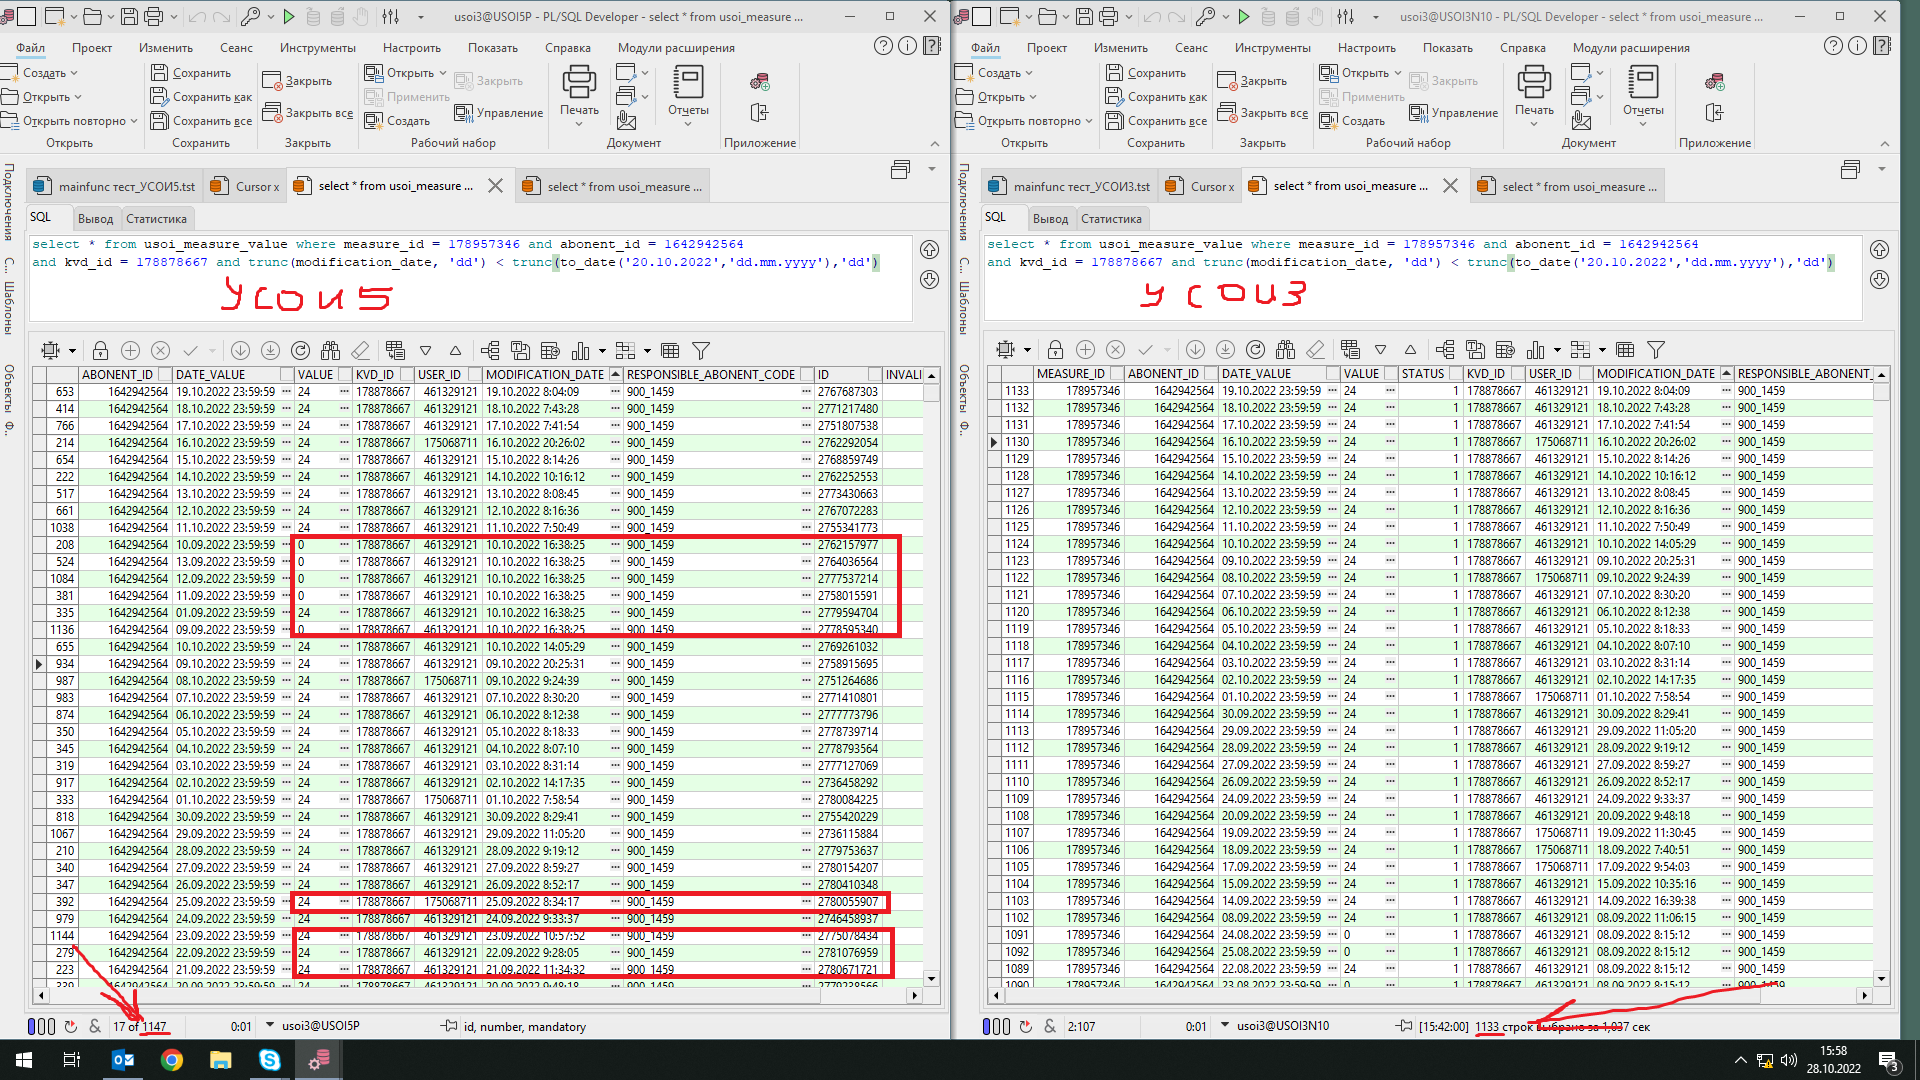 usoi3@USOI5P - PL/SQL Developer - select * from usoi_measure ...
Файл Проект Изменить Сеанс Инструменты Настроить Показать Справка Модули расширения
Создать
Открыть
Открыть повторно
Открыть
Сохранить
Сохранить как
Сохранить все
Сохранить
Закрыть
Закрыть все
Закрыть
Открыть
Применить
Создать
Закрыть
Управление
Рабочий набор
Печать
Отчеты
Документ
Приложение
Подключения
С...
Шаблоны
Объекты
Ф..
mainfunc тест_УСОИ5.tst Cursor x select * from usoi_measure ... select * from usoi_measure ...
SQL Вывод Статистика
select * from usoi_measure_value where measure_id = 178957346 and abonent_id = 1642942564
and kvd_id = 178878667 and trunc(modification_date, 'dd') < trunc(to_date('20.10.2022','dd.mm.yyyy'),'dd')
УСОИ5
ABONENT_ID DATE_VALUE VALUE KVD_ID USER_ID MODIFICATION_DATE RESPONSIBLE_ABONENT_CODE ID INVALI
653 1642942564 19.10.2022 23:59:59 24 178878667 461329121 19.10.2022 8:04:09 900_1459 2767687303
414 1642942564 18.10.2022 23:59:59 24 178878667 461329121 18.10.2022 7:43:28 900_1459 2771217480
766 1642942564 17.10.2022 23:59:59 24 178878667 461329121 17.10.2022 7:41:54 900_1459 2751807538
214 1642942564 16.10.2022 23:59:59 24 178878667 175068711 16.10.2022 20:26:02 900_1459 2762292054
654 1642942564 15.10.2022 23:59:59 24 178878667 461329121 15.10.2022 8:14:26 900_1459 2768859749
222 1642942564 14.10.2022 23:59:59 24 178878667 461329121 14.10.2022 10:16:12 900_1459 2762252553
517 1642942564 13.10.2022 23:59:59 24 178878667 461329121 13.10.2022 8:08:45 900_1459 2773430663
661 1642942564 12.10.2022 23:59:59 24 178878667 461329121 12.10.2022 8:16:36 900_1459 2767072283
1038 1642942564 11.10.2022 23:59:59 24 178878667 461329121 11.10.2022 7:50:49 900_1459 2755341773
208 1642942564 10.09.2022 23:59:59 0 178878667 461329121 10.10.2022 16:38:25 900_1459 2762157977
524 1642942564 13.09.2022 23:59:59 0 178878667 461329121 10.10.2022 16:38:25 900_1459 2764036564
1084 1642942564 12.09.2022 23:59:59 0 178878667 461329121 10.10.2022 16:38:25 900_1459 2777537214
381 1642942564 11.09.2022 23:59:59 0 178878667 461329121 10.10.2022 16:38:25 900_1459 2758015591
335 1642942564 01.09.2022 23:59:59 24 178878667 461329121 10.10.2022 16:38:25 900_1459 2779594704
1136 1642942564 09.09.2022 23:59:59 0 178878667 461329121 10.10.2022 16:38:25 900_1459 2778595340
655 1642942564 10.10.2022 23:59:59 24 178878667 461329121 10.10.2022 14:05:29 900_1459 2769261032
934 1642942564 09.10.2022 23:59:59 24 178878667 461329121 09.10.2022 20:25:31 900_1459 2758915695
987 1642942564 08.10.2022 23:59:59 24 178878667 175068711 09.10.2022 9:24:39 900_1459 2751264686
983 1642942564 07.10.2022 23:59:59 24 178878667 461329121 07.10.2022 8:30:20 900_1459 2771410801
874 1642942564 06.10.2022 23:59:59 24 178878667 461329121 06.10.2022 8:12:38 900_1459 2777773796
350 1642942564 05.10.2022 23:59:59 24 178878667 461329121 05.10.2022 8:18:33 900_1459 2778739714
345 1642942564 04.10.2022 23:59:59 24 178878667 461329121 04.10.2022 8:07:10 900_1459 2778793564
319 1642942564 03.10.2022 23:59:59 24 178878667 461329121 03.10.2022 8:31:14 900_1459 2777127069
917 1642942564 02.10.2022 23:59:59 24 178878667 461329121 02.10.2022 14:17:35 900_1459 2736458292
333 1642942564 01.10.2022 23:59:59 24 178878667 175068711 01.10.2022 7:58:54 900_1459 2780084225
818 1642942564 30.09.2022 23:59:59 24 178878667 461329121 30.09.2022 8:29:41 900_1459 2755420229
1067 1642942564 29.09.2022 23:59:59 24 178878667 461329121 29.09.2022 11:05:20 900_1459 2736115884
210 1642942564 28.09.2022 23:59:59 24 178878667 461329121 28.09.2022 9:19:12 900_1459 2779753637
340 1642942564 27.09.2022 23:59:59 24 178878667 461329121 27.09.2022 8:59:27 900_1459 2780154207
347 1642942564 26.09.2022 23:59:59 24 178878667 461329121 26.09.2022 8:52:17 900_1459 2780410348
392 1642942564 25.09.2022 23:59:59 24 178878667 175068711 25.09.2022 8:34:17 900_1459 2780055907
979 1642942564 24.09.2022 23:59:59 24 178878667 461329121 24.09.2022 9:33:37 900_1459 2746458937
1144 1642942564 23.09.2022 23:59:59 24 178878667 461329121 23.09.2022 10:57:52 900_1459 2775078434
279 1642942564 22.09.2022 23:59:59 24 178878667 461329121 22.09.2022 9:28:05 900_1459 2781076959
223 1642942564 21.09.2022 23:59:59 24 178878667 461329121 21.09.2022 11:34:32 900_1459 2780671721
17 of 1147 0:01 usoi3@USOI5P id, number, mandatory
usoi3@USOI3N10 - PL/SQL Developer - select * from usoi_measure ...
Файл Проект Изменить Сеанс Инструменты Настроить Показать Справка Модули расширения
Создать
Открыть
Открыть повторно
Открыть
Сохранить
Сохранить как
Сохранить все
Сохранить
Закрыть
Закрыть все
Закрыть
Открыть
Применить
Создать
Закрыть
Управление
Рабочий набор
Печать
Отчеты
Документ
Приложение
Подключения
С...
Шаблоны
Объекты
Ф..
mainfunc тест_УСОИ3.tst Cursor x select * from usoi_measure ... select * from usoi_measure ...
SQL Вывод Статистика
select * from usoi_measure_value where measure_id = 178957346 and abonent_id = 1642942564
and kvd_id = 178878667 and trunc(modification_date, 'dd') < trunc(to_date('20.10.2022','dd.mm.yyyy'),'dd')
УСОИ3
MEASURE_ID ABONENT_ID DATE_VALUE VALUE STATUS KVD_ID USER_ID MODIFICATION_DATE RESPONSIBLE_ABONENT_
1133 178957346 1642942564 19.10.2022 23:59:59 24 1 178878667 461329121 19.10.2022 8:04:09 900_1459
1132 178957346 1642942564 18.10.2022 23:59:59 24 1 178878667 461329121 18.10.2022 7:43:28 900_1459
1131 178957346 1642942564 17.10.2022 23:59:59 24 1 178878667 461329121 17.10.2022 7:41:54 900_1459
1130 178957346 1642942564 16.10.2022 23:59:59 24 1 178878667 175068711 16.10.2022 20:26:02 900_1459
1129 178957346 1642942564 15.10.2022 23:59:59 24 1 178878667 461329121 15.10.2022 8:14:26 900_1459
1128 178957346 1642942564 14.10.2022 23:59:59 24 1 178878667 461329121 14.10.2022 10:16:12 900_1459
1127 178957346 1642942564 13.10.2022 23:59:59 24 1 178878667 461329121 13.10.2022 8:08:45 900_1459
1126 178957346 1642942564 12.10.2022 23:59:59 24 1 178878667 461329121 12.10.2022 8:16:36 900_1459
1125 178957346 1642942564 11.10.2022 23:59:59 24 1 178878667 461329121 11.10.2022 7:50:49 900_1459
1124 178957346 1642942564 10.10.2022 23:59:59 24 1 178878667 461329121 10.10.2022 14:05:29 900_1459
1123 178957346 1642942564 09.10.2022 23:59:59 24 1 178878667 461329121 09.10.2022 20:25:31 900_1459
1122 178957346 1642942564 08.10.2022 23:59:59 24 1 178878667 175068711 09.10.2022 9:24:39 900_1459
1121 178957346 1642942564 07.10.2022 23:59:59 24 1 178878667 461329121 07.10.2022 8:30:20 900_1459
1120 178957346 1642942564 06.10.2022 23:59:59 24 1 178878667 461329121 06.10.2022 8:12:38 900_1459
1119 178957346 1642942564 05.10.2022 23:59:59 24 1 178878667 461329121 05.10.2022 8:18:33 900_1459
1118 178957346 1642942564 04.10.2022 23:59:59 24 1 178878667 461329121 04.10.2022 8:07:10 900_1459
1117 178957346 1642942564 03.10.2022 23:59:59 24 1 178878667 461329121 03.10.2022 8:31:14 900_1459
1116 178957346 1642942564 02.10.2022 23:59:59 24 1 178878667 461329121 02.10.2022 14:17:35 900_1459
1115 178957346 1642942564 01.10.2022 23:59:59 24 1 178878667 175068711 01.10.2022 7:58:54 900_1459
1114 178957346 1642942564 30.09.2022 23:59:59 24 1 178878667 461329121 30.09.2022 8:29:41 900_1459
1113 178957346 1642942564 29.09.2022 23:59:59 24 1 178878667 461329121 29.09.2022 11:05:20 900_1459
1112 178957346 1642942564 28.09.2022 23:59:59 24 1 178878667 461329121 28.09.2022 9:19:12 900_1459
1111 178957346 1642942564 27.09.2022 23:59:59 24 1 178878667 461329121 27.09.2022 8:59:27 900_1459
1110 178957346 1642942564 26.09.2022 23:59:59 24 1 178878667 461329121 26.09.2022 8:52:17 900_1459
1109 178957346 1642942564 24.09.2022 23:59:59 24 1 178878667 461329121 24.09.2022 9:33:37 900_1459
1108 178957346 1642942564 20.09.2022 23:59:59 24 1 178878667 461329121 20.09.2022 9:48:18 900_1459
1107 178957346 1642942564 19.09.2022 23:59:59 24 1 178878667 175068711 19.09.2022 11:30:45 900_1459
1106 178957346 1642942564 18.09.2022 23:59:59 24 1 178878667 175068711 18.09.2022 7:40:51 900_1459
1105 178957346 1642942564 17.09.2022 23:59:59 24 1 178878667 175068711 17.09.2022 9:54:03 900_1459
1104 178957346 1642942564 15.09.2022 23:59:59 24 1 178878667 461329121 15.09.2022 10:35:16 900_1459
1103 178957346 1642942564 14.09.2022 23:59:59 24 1 178878667 461329121 14.09.2022 16:39:38 900_1459
1102 178957346 1642942564 08.09.2022 23:59:59 24 1 178878667 461329121 08.09.2022 11:06:15 900_1459
1091 178957346 1642942564 24.08.2022 23:59:59 0 1 178878667 461329121 08.09.2022 8:15:12 900_1459
1092 178957346 1642942564 25.08.2022 23:59:59 0 1 178878667 461329121 08.09.2022 8:15:12 900_1459
1089 178957346 1642942564 22.08.2022 23:59:59 24 1 178878667 461329121 08.09.2022 8:15:12 900_1459
2:107 0:01 usoi3@USOI3N10 [15:42:00] 1133 строк выбрано за 1,037 сек
15:58
28.10.2022
3